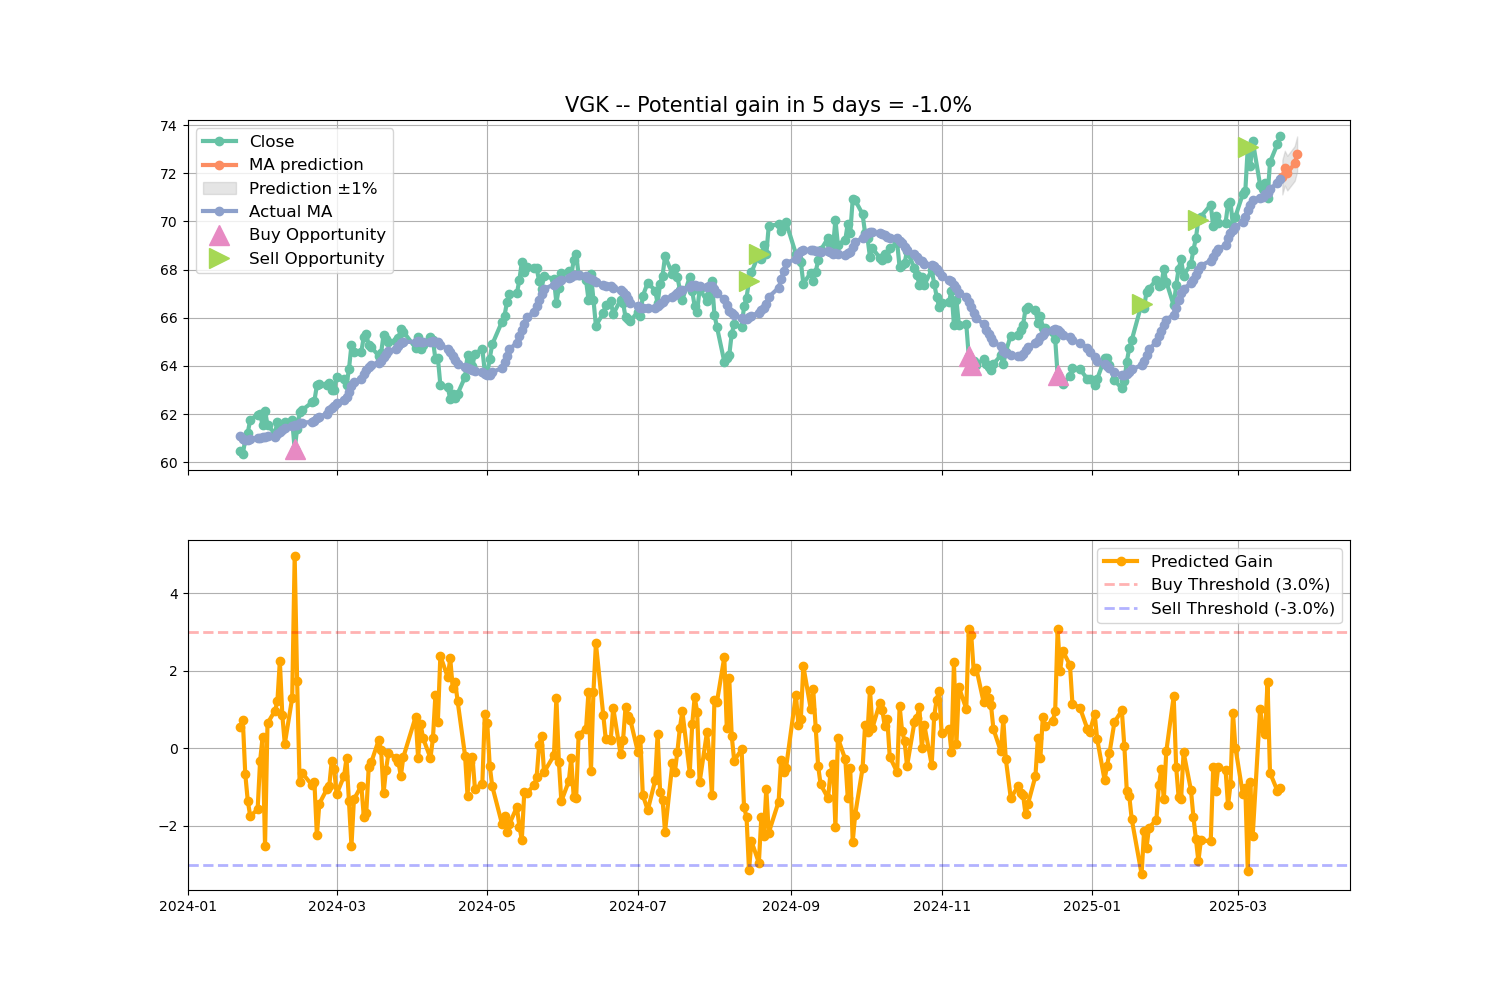 VGK -- Potential gain in 5 days = -1.0%
74
72
70
68
66
64
62
60
Close
MA prediction
Prediction ±1%
Actual MA
Buy Opportunity
Sell Opportunity
4
2
0
−2
Predicted Gain
Buy Threshold (3.0%)
Sell Threshold (-3.0%)
2024-01
2024-03
2024-05
2024-07
2024-09
2024-11
2025-01
2025-03